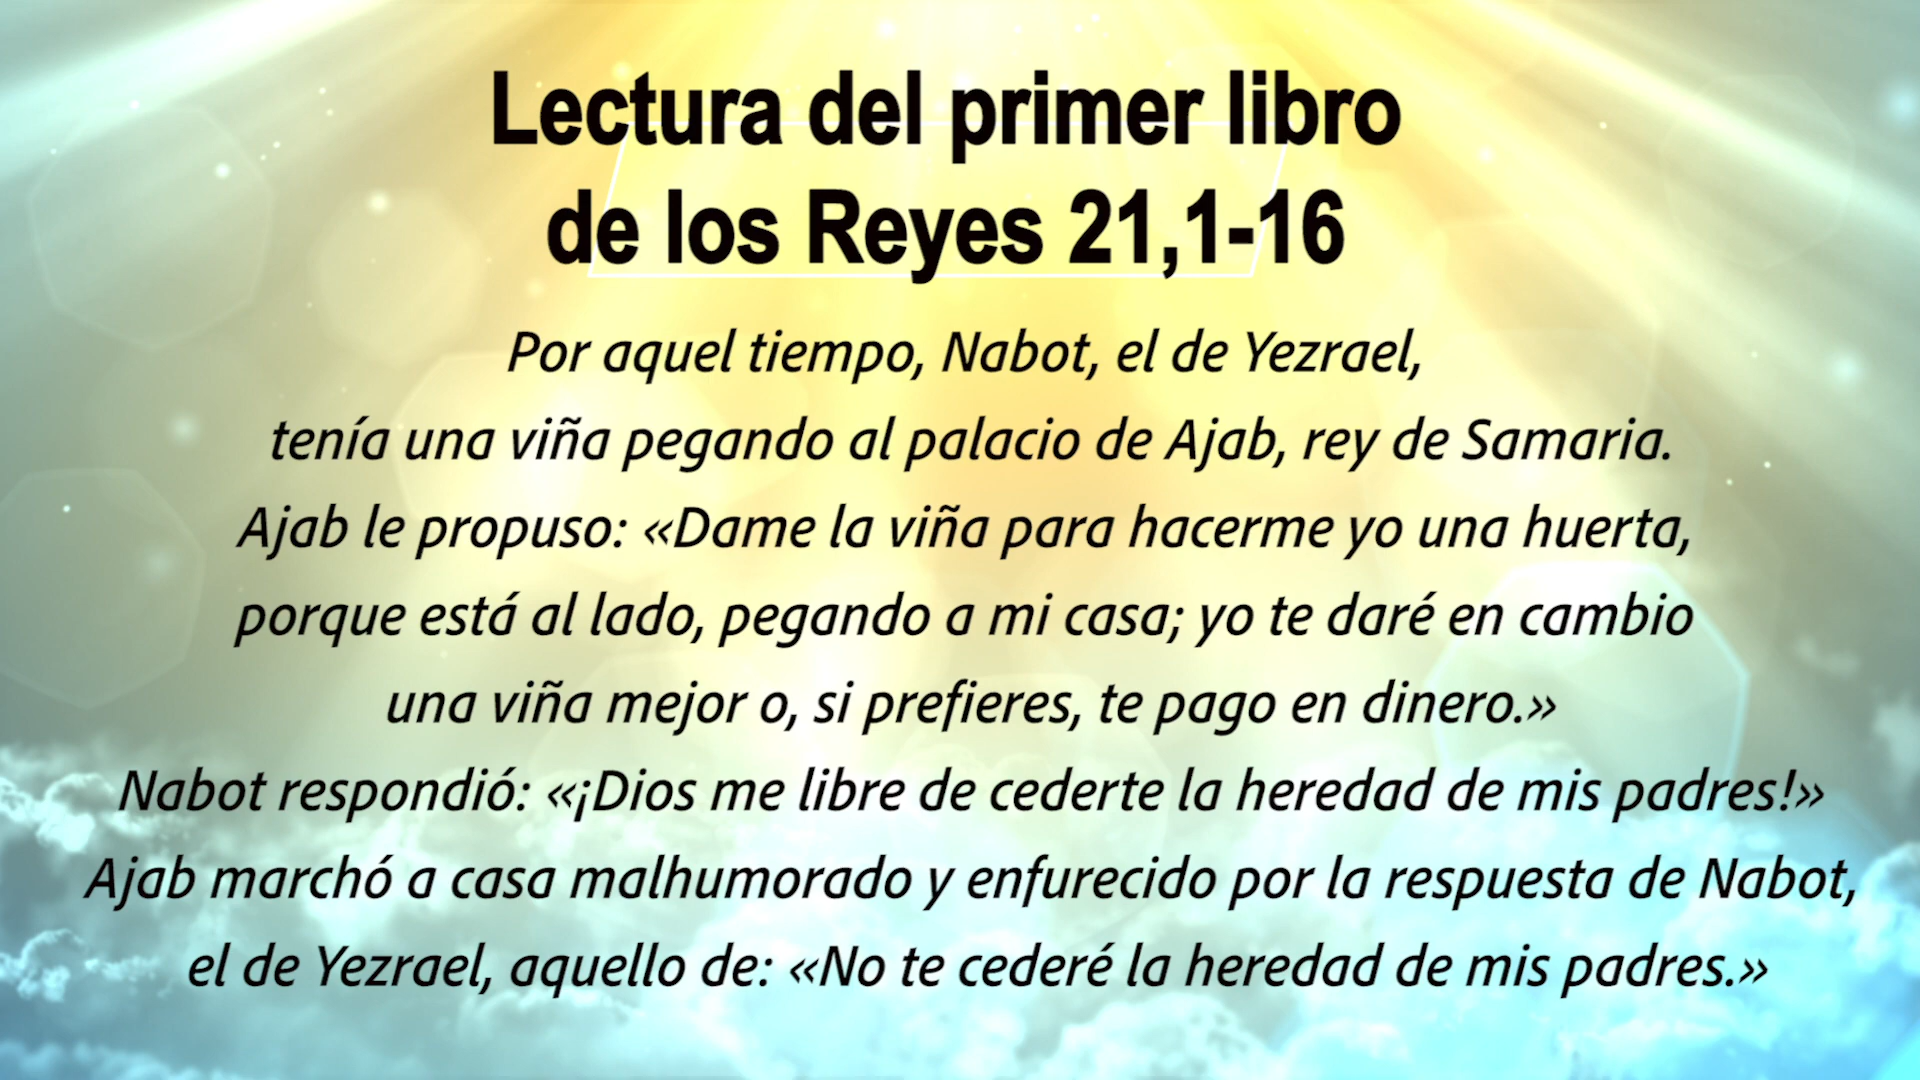 Lectura del primer libro
de los Reyes 21,1-16
Por aquel tiempo, Nabot, el de Yezrael,
tenía una viña pegando al palacio de Ajab, rey de Samaria.
Ajab le propuso: «Dame la viña para hacerme yo una huerta,
porque está al lado, pegando a mi casa; yo te daré en cambio
una viña mejor o, si prefieres, te pago en dinero.»
Nabot respondió: «¡Dios me libre de cederte la heredad de mis padres!»
Ajab marchó a casa malhumorado y enfurecido por la respuesta de Nabot,
el de Yezrael, aquello de: «No te cederé la heredad de mis padres.»